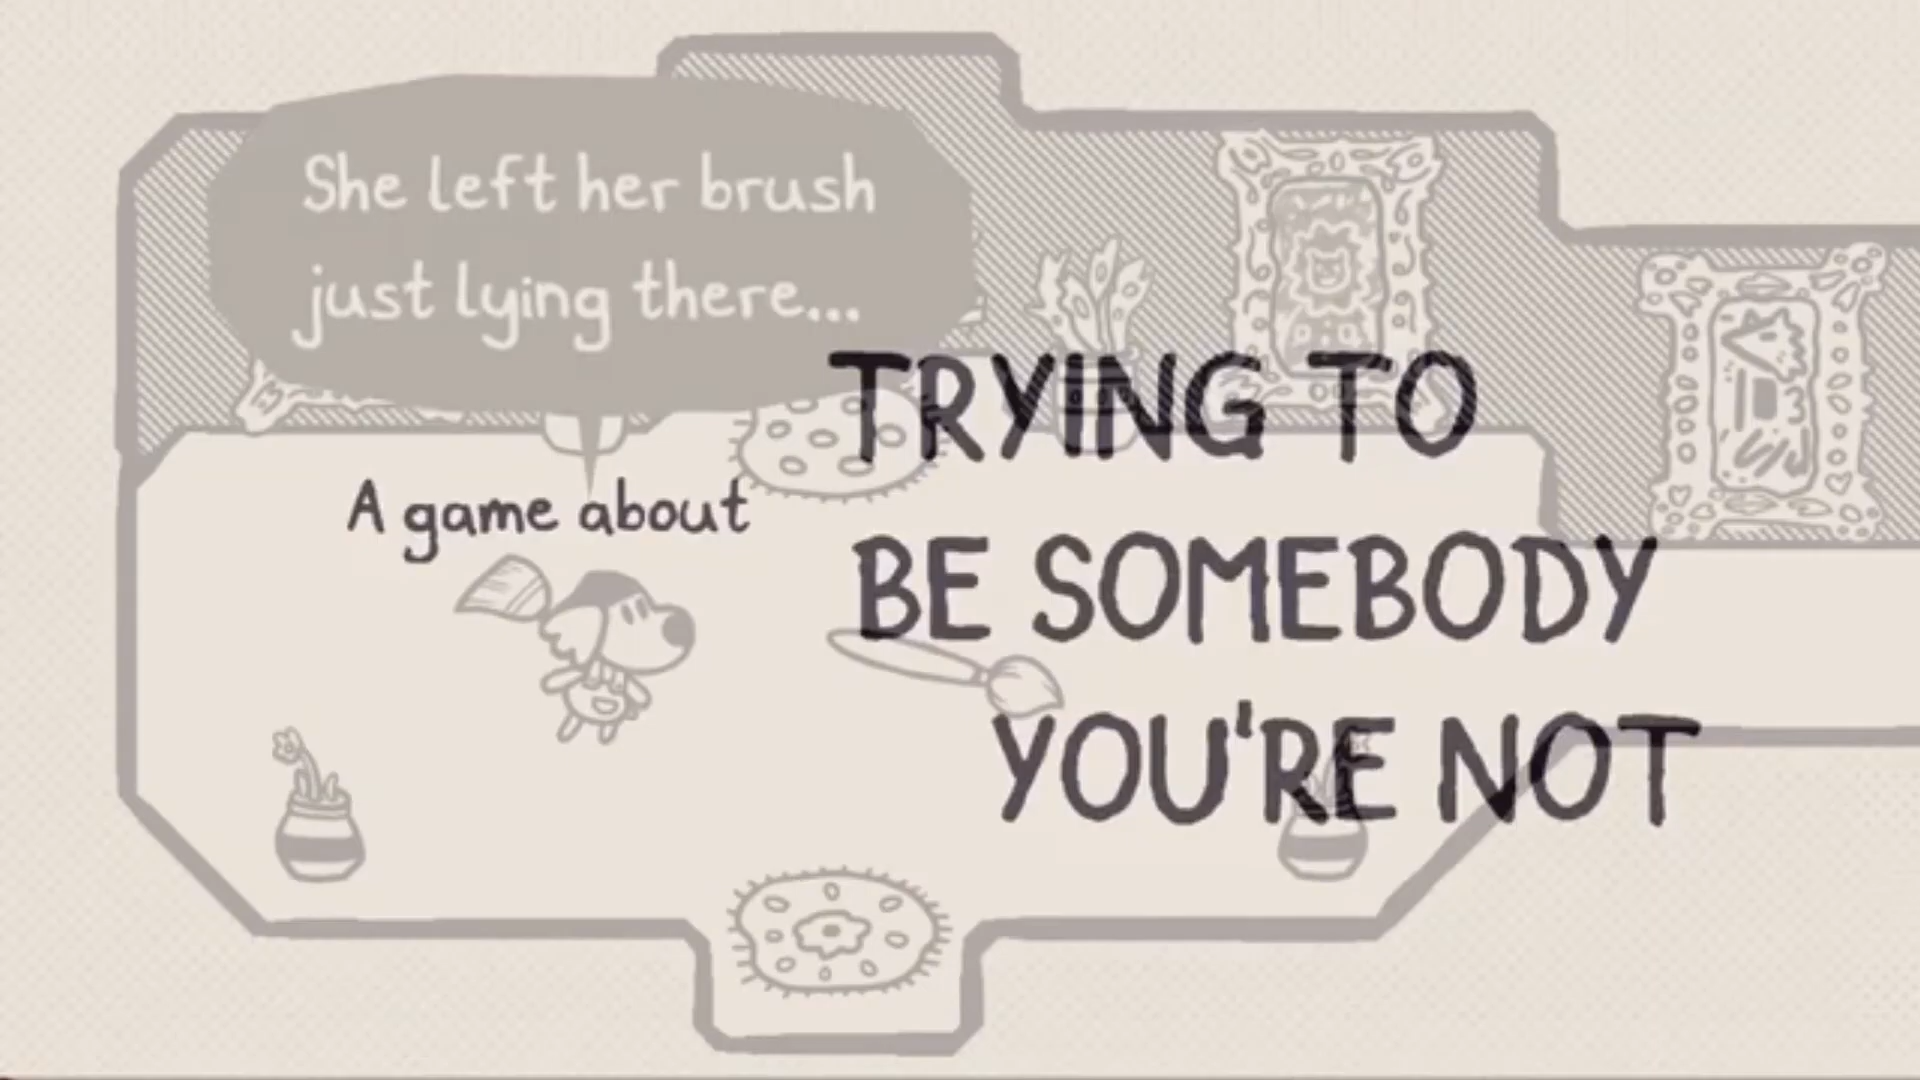 She left her brush
just lying there...
A game about
TRYING TO
BE SOMEBODY
YOU'RE NOT